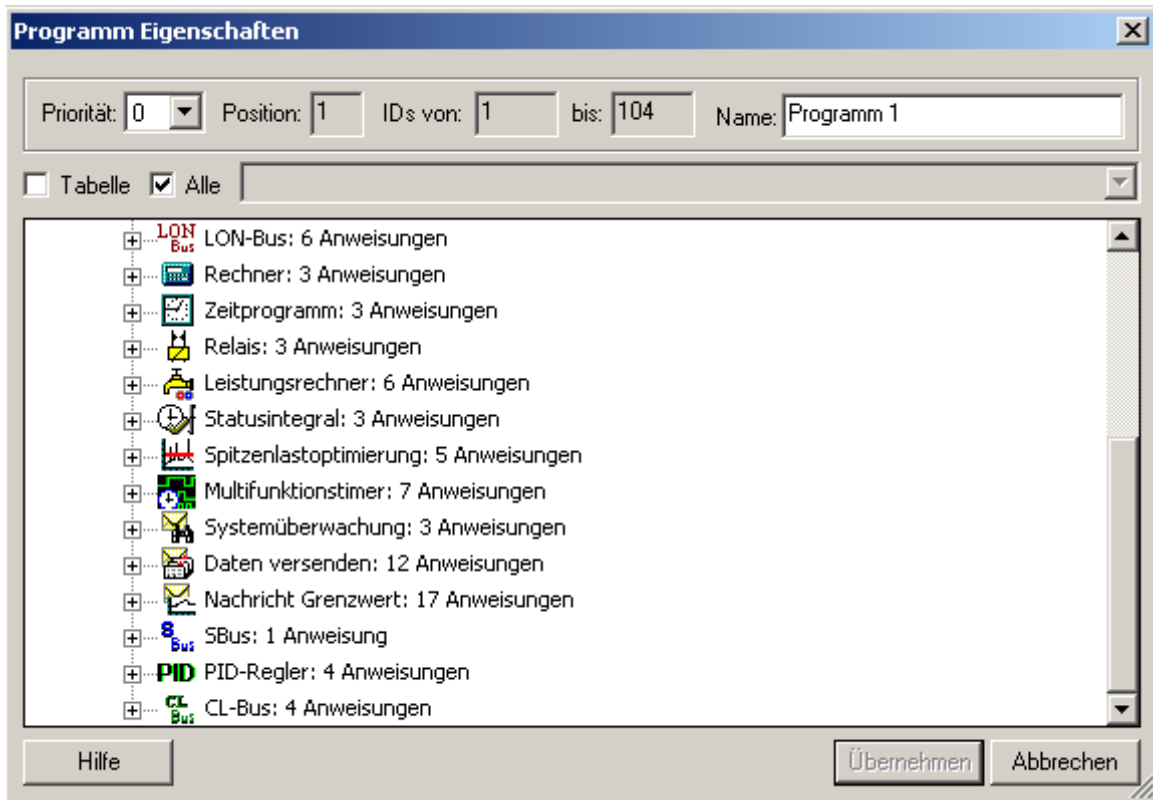 Programm Eigenschaften
Priorität: 0 Position: 1 IDs von: 1 bis: 104 Name: Programm 1
Tabelle Alle
LON Bus LON-Bus: 6 Anweisungen
Rechner: 3 Anweisungen
Zeitprogramm: 3 Anweisungen
Relais: 3 Anweisungen
Leistungsrechner: 6 Anweisungen
Statusintegral: 3 Anweisungen
Spitzenlastoptimierung: 5 Anweisungen
Multifunktionstimer: 7 Anweisungen
Systemüberwachung: 3 Anweisungen
Daten versenden: 12 Anweisungen
Nachricht Grenzwert: 17 Anweisungen
S Bus SBus: 1 Anweisung
PID PID-Regler: 4 Anweisungen
CL Bus CL-Bus: 4 Anweisungen
Hilfe Übernehmen Abbrechen